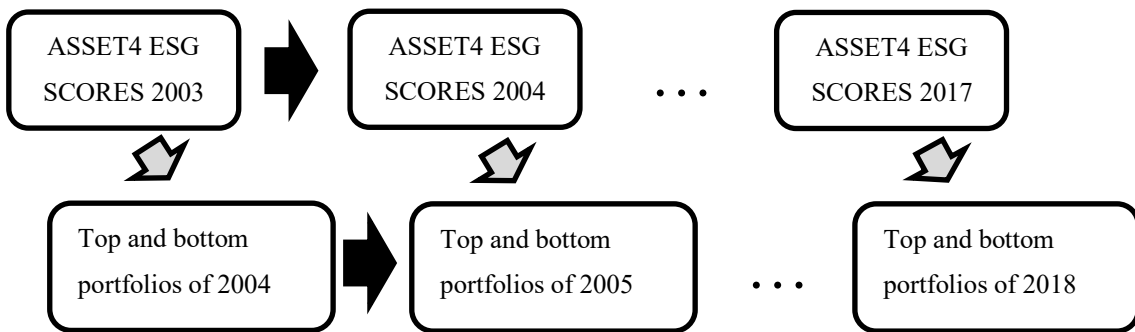 ASSET4 ESG
SCORES 2003
ASSET4 ESG
SCORES 2004
...
ASSET4 ESG
SCORES 2017
Top and bottom
portfolios of 2004
Top and bottom
portfolios of 2005
...
Top and bottom
portfolios of 2018